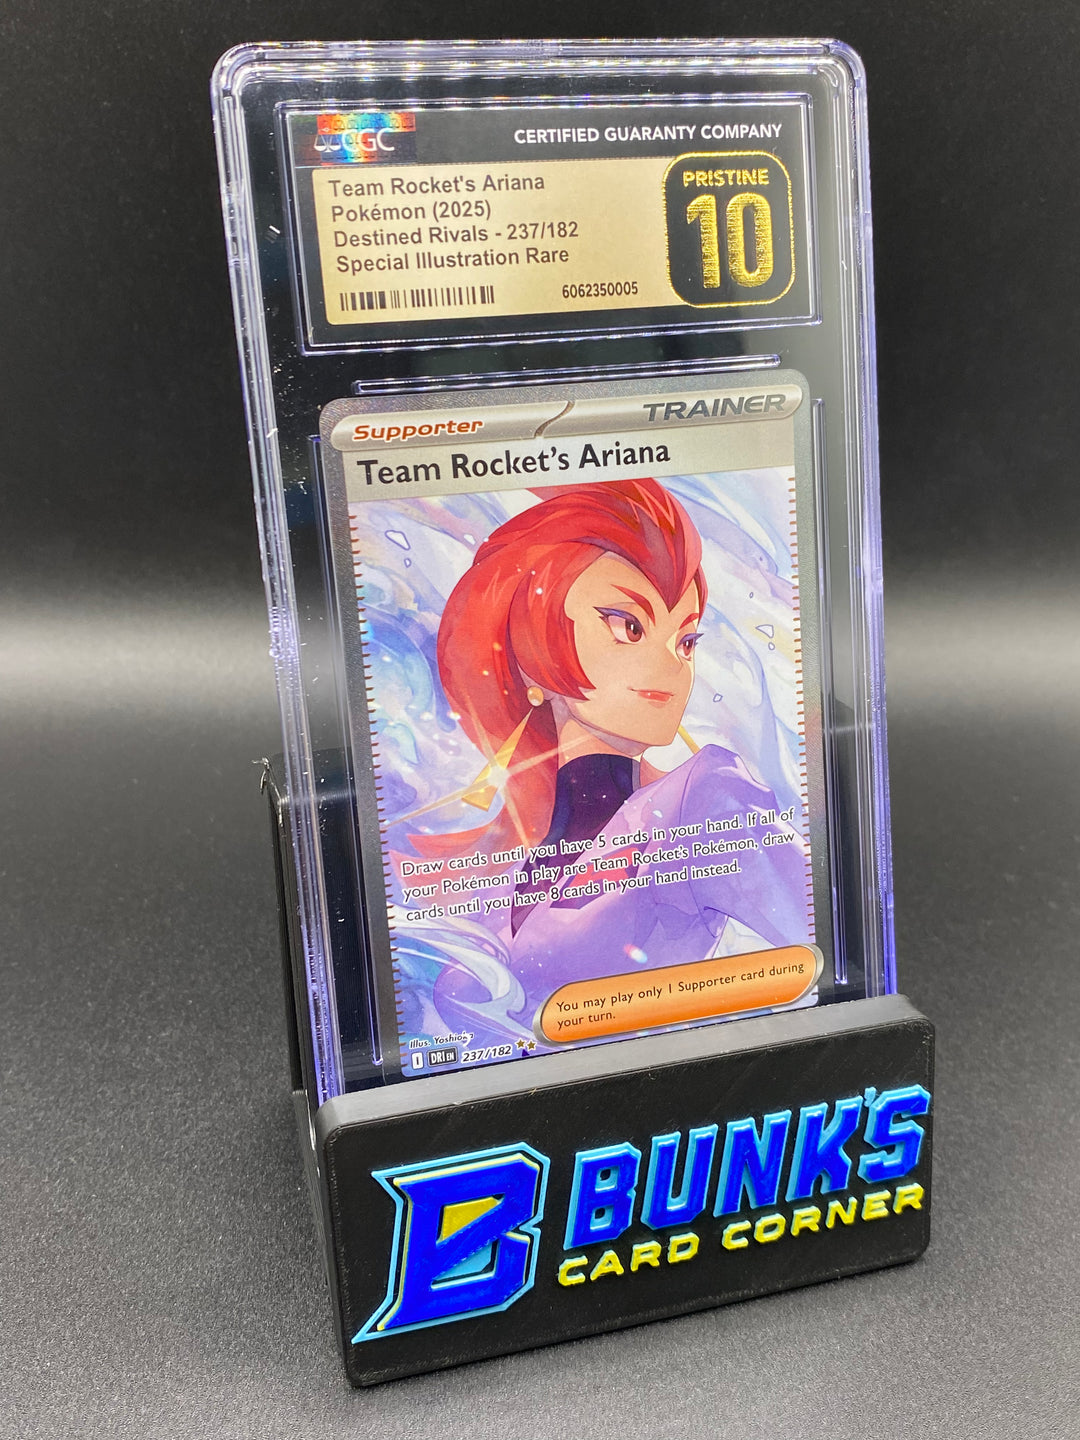 CGC
CERTIFIED GUARANTY COMPANY
Team Rocket's Ariana
Pokémon (2025)
Destined Rivals - 237/182
Special Illustration Rare
6062350005
PRISTINE
10
Supporter
TRAINER
Team Rocket's Ariana
Draw cards until you have 5 cards in your hand. If all of
your Pokémon in play are Team Rocket's Pokémon, draw
cards until you have 8 cards in your hand instead.
You may play only 1 Supporter card during
your turn.
Illus.
I DRI EN 237/182
B BUNK'S
CARD CORNER